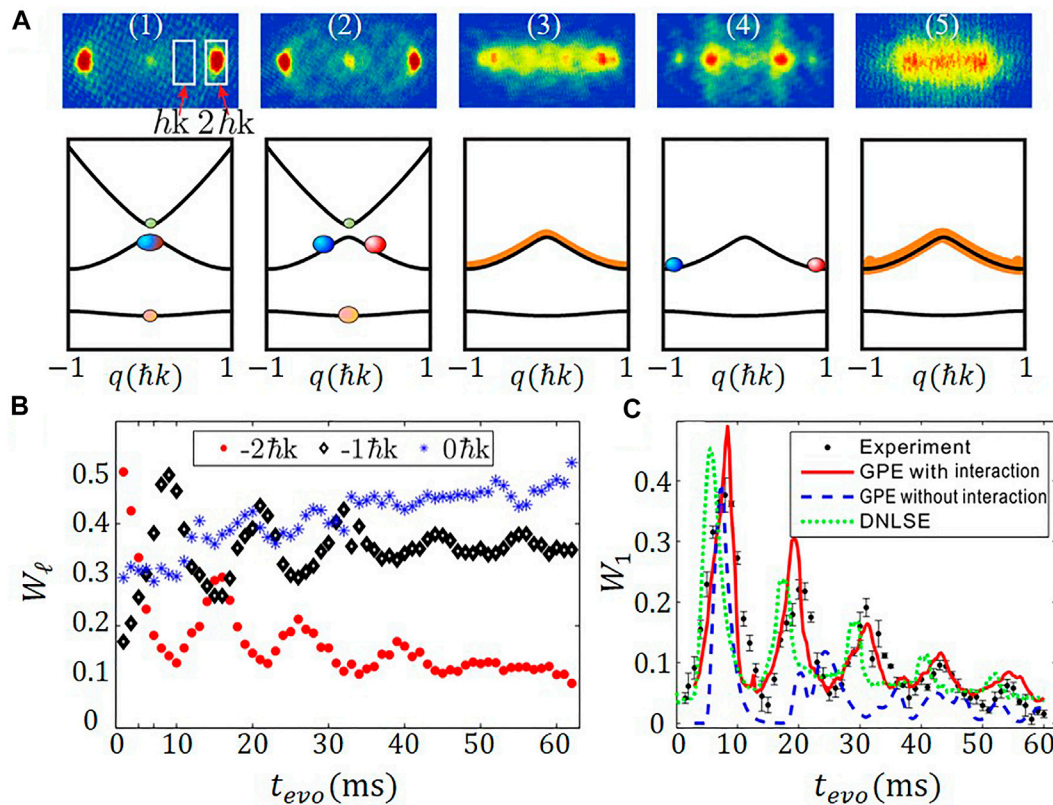 A
(1) (2) (3) (4) (5)
ħk 2ħk
−1 q(ħk) 1 −1 q(ħk) 1 −1 q(ħk) 1 −1 q(ħk) 1 −1 q(ħk) 1
B
-2ħk -1ħk 0ħk
0.5
0.4
0.3
0.2
0.1
0
Wℓ
0 10 20 30 40 50 60
tevo(ms)
C
Experiment
GPE with interaction
GPE without interaction
DNLSE
0.4
0.3
0.2
0.1
0
W1
0 10 20 30 40 50 60
tevo(ms)